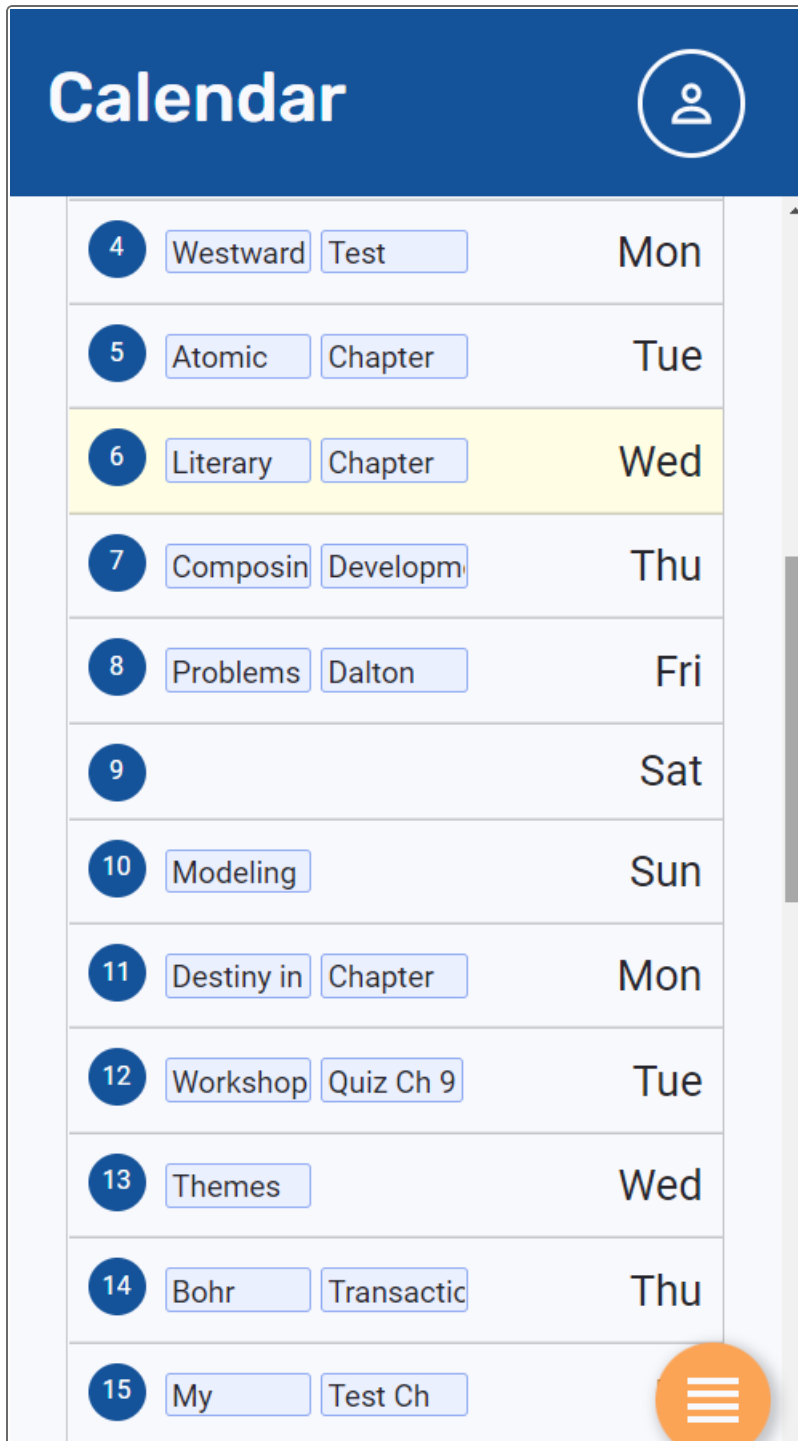 Calendar
4 Westward Test Mon
5 Atomic Chapter Tue
6 Literary Chapter Wed
7 Composin Developm Thu
8 Problems Dalton Fri
9 Sat
10 Modeling Sun
11 Destiny in Chapter Mon
12 Workshop Quiz Ch 9 Tue
13 Themes Wed
14 Bohr Transactic Thu
15 My Test Ch